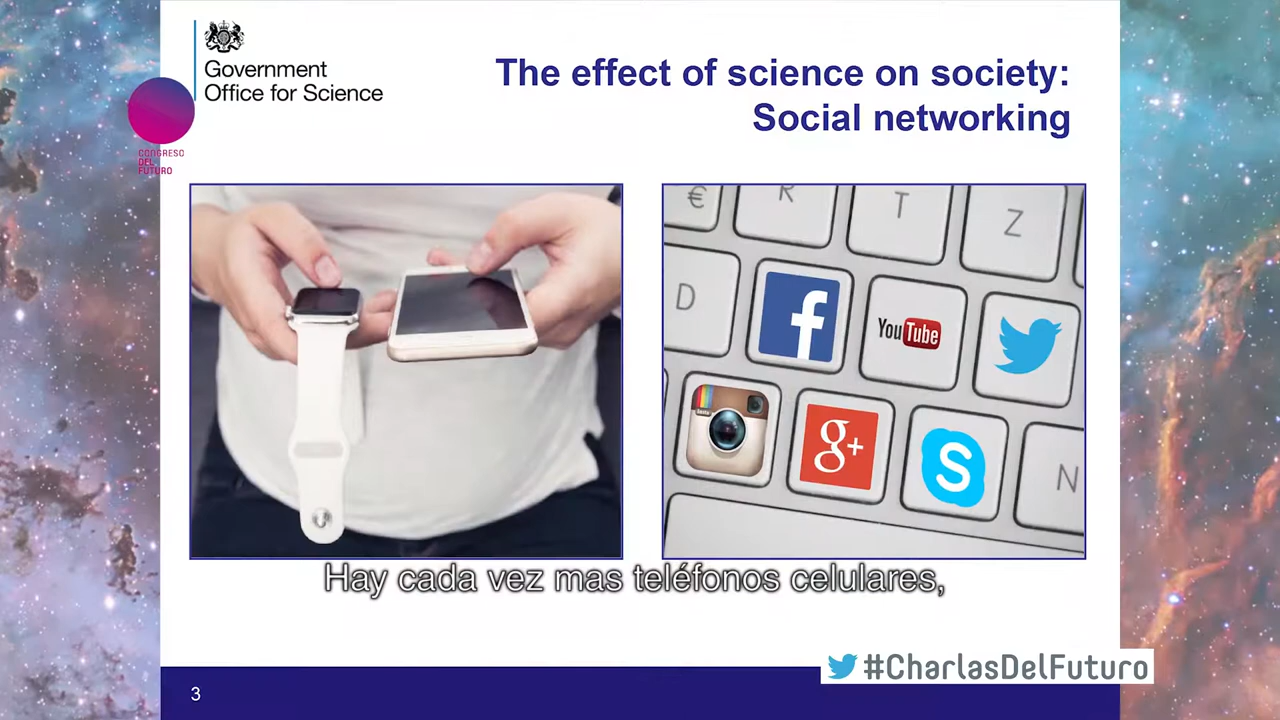 Government
Office for Science
CONGRESO
DEL
FUTURO
The effect of science on society:
Social networking
€
R
T
Z
D
f
YouTube
g+
S
N
Hay cada vez mas teléfonos celulares,
#CharlasDelFuturo
3